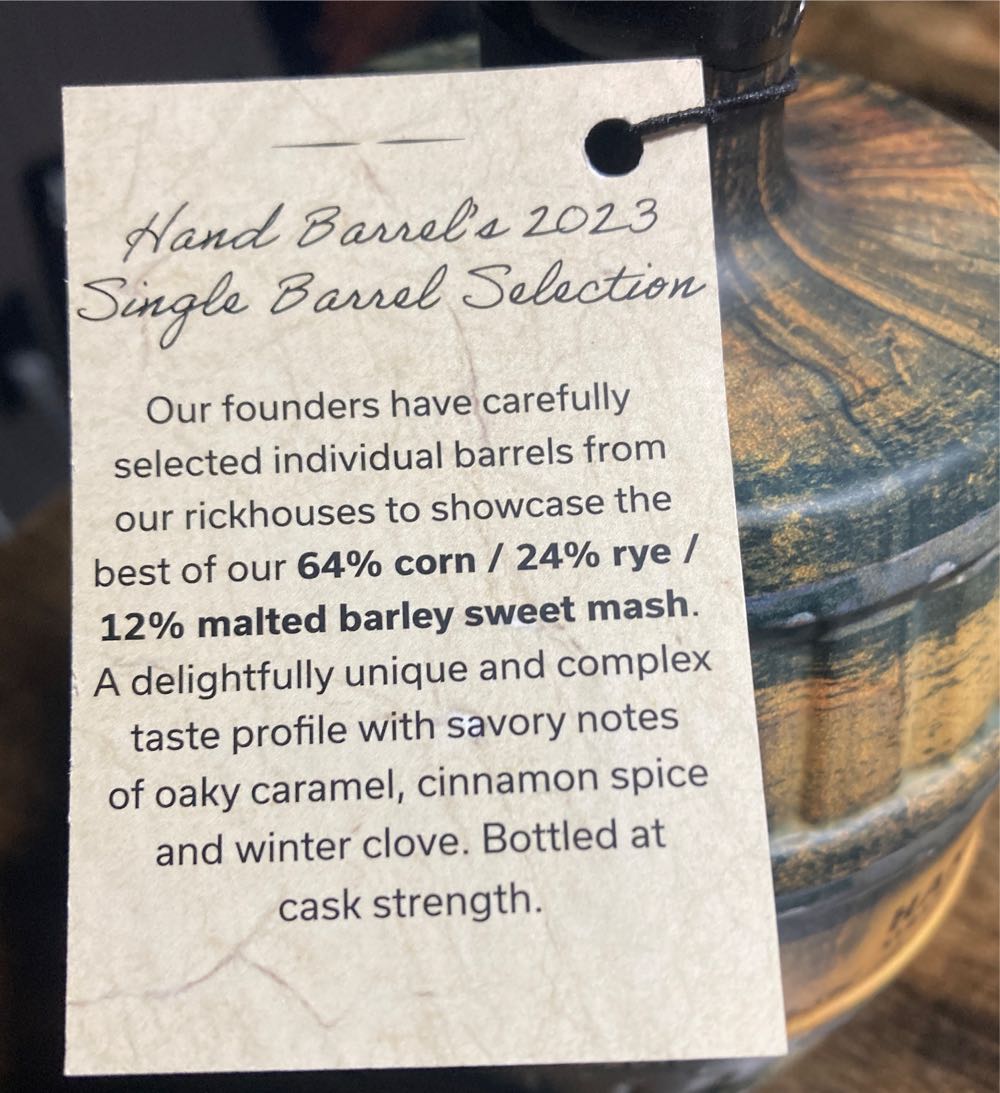 Hand Barrel's 2023
Single Barrel Selection
Our founders have carefully
selected individual barrels from
our rickhouses to showcase the
best of our 64% corn / 24% rye /
12% malted barley sweet mash.
A delightfully unique and complex
taste profile with savory notes
of oaky caramel, cinnamon spice
and winter clove. Bottled at
cask strength.